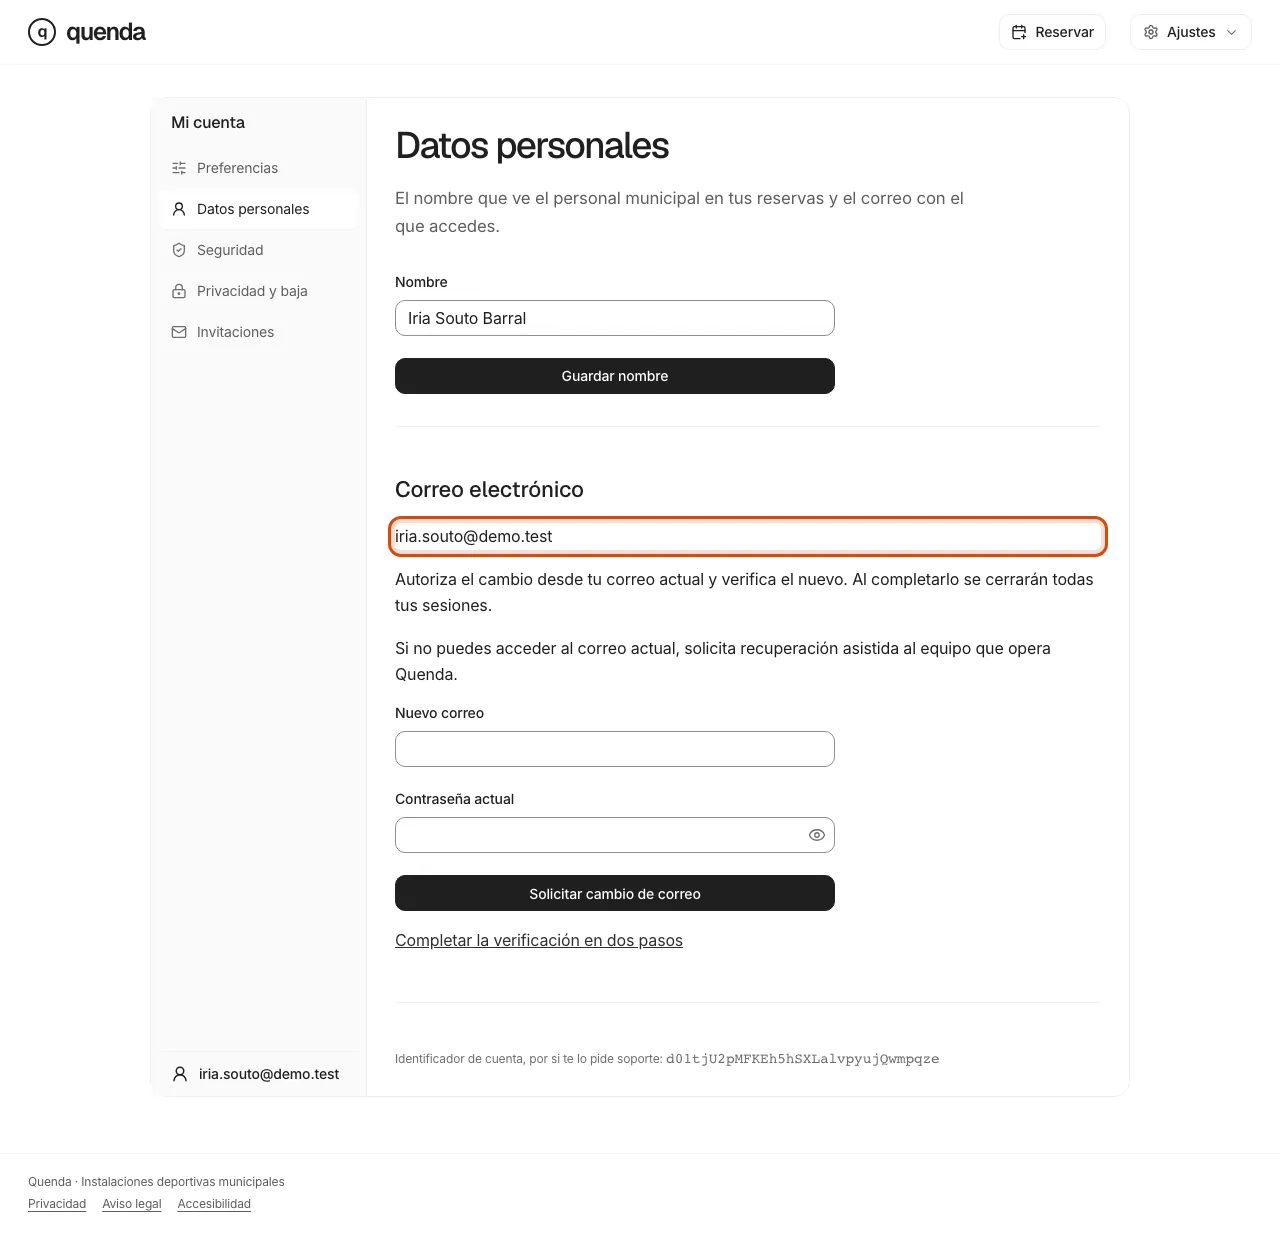 q quenda
Reservar
Ajustes
Mi cuenta
Preferencias
Datos personales
Seguridad
Privacidad y baja
Invitaciones
iria.souto@demo.test
Datos personales
El nombre que ve el personal municipal en tus reservas y el correo con el
que accedes.
Nombre
Iria Souto Barral
Guardar nombre
Correo electrónico
iria.souto@demo.test
Autoriza el cambio desde tu correo actual y verifica el nuevo. Al completarlo se cerrarán todas
tus sesiones.
Si no puedes acceder al correo actual, solicita recuperación asistida al equipo que opera
Quenda.
Nuevo correo
Contraseña actual
Solicitar cambio de correo
Completar la verificación en dos pasos
Identificador de cuenta, por si te lo pide soporte: d01tjU2pMFKEh5hSXLalvpyujQwmpqze
Quenda · Instalaciones deportivas municipales
Privacidad Aviso legal Accesibilidad